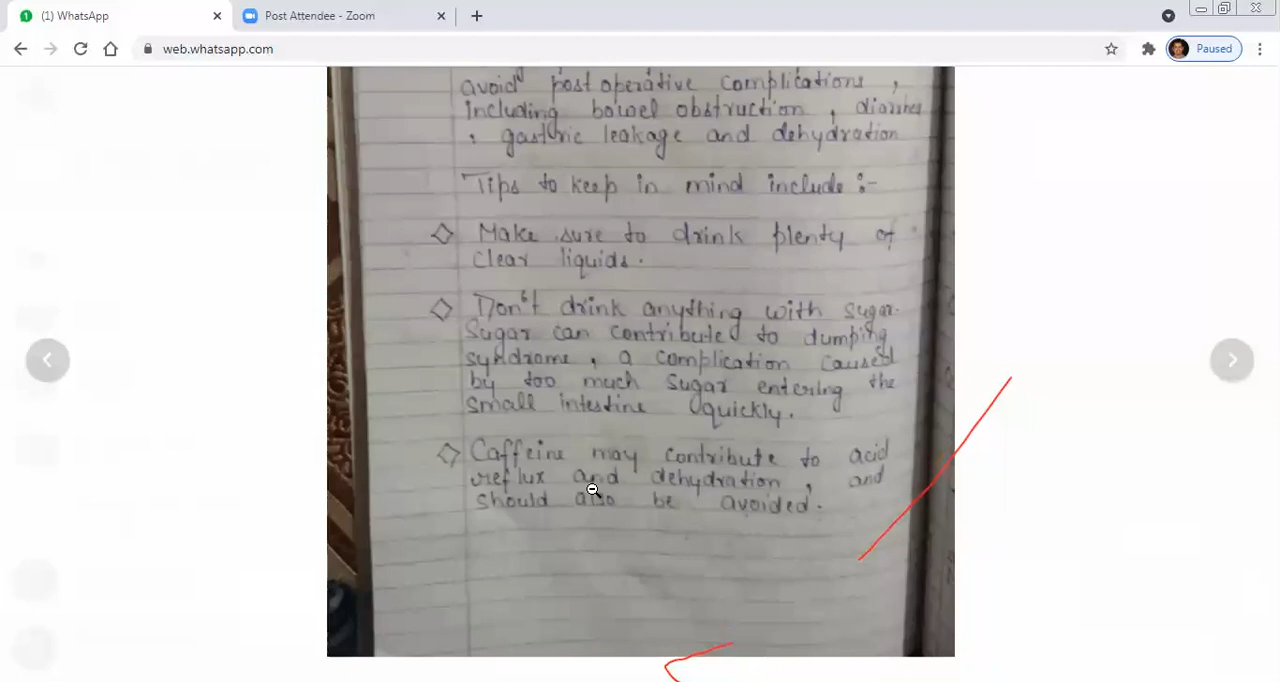 (1) WhatsApp
Post Attendee - Zoom
web.whatsapp.com
Paused
avoid postoperative complications,
including bowel obstruction, diarrhea
, gastric leakage and dehydration
Tips to keep in mind include :-
Make sure to drink plenty of
clear liquids.
Don't drink anything with sugar.
Sugar can contribute to dumping
syndrome, a complication caused
by too much sugar entering the
small intestine quickly.
Caffeine may contribute to acid
reflux and dehydration, and
should also be avoided.